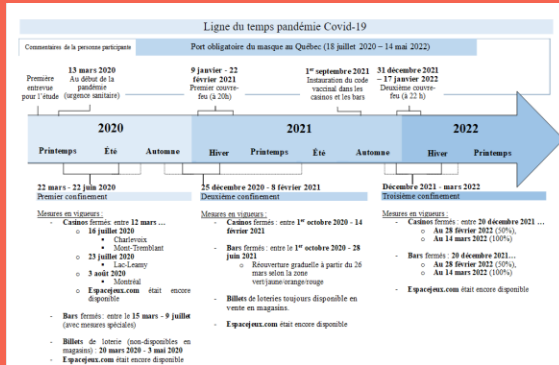 Ligne du temps pandémie Covid-19
Commentaires de la personne participante
Port obligatoire du masque au Québec (18 juillet 2020 – 14 mai 2022)
Première
entrevue
pour l'étude
13 mars 2020
Au début de la
pandémie
(urgence sanitaire)
9 janvier - 22
février 2021
Premier couvre-
feu (à 20h)
1er septembre 2021
Instauration du code
vaccinal dans les
casinos et les bars
31 décembre 2021
– 17 janvier 2022
Deuxième couvre-
feu (à 22 h)
2020
2021
2022
Printemps
Été
Automne
Hiver
Printemps
Été
Automne
Hiver
Printemps
22 mars - 22 juin 2020
Premier confinement
Mesures en vigueurs :
- Casinos fermés : entre 12 mars …
o 16 juillet 2020
▪ Charlevoix
▪ Mont-Tremblant
o 23 juillet 2020
▪ Lac-Leamy
o 3 août 2020
▪ Montréal
o Espacejeux.com était encore
disponible
- Bars fermés : entre le 15 mars - 9 juillet
(avec mesures spéciales)
- Billets de loterie (non-disponibles en
magasins) : 20 mars 2020 - 3 mai 2020
- Espacejeux.com était encore disponible
25 décembre 2020 - 8 février 2021
Deuxième confinement
Mesures en vigueurs :
- Casinos fermés : entre 1er octobre 2020 - 14
février 2021
- Bars fermés : entre le 1er octobre 2020 - 28
juin 2021
o Réouverture graduelle à partir du 26
mars selon la zone
vert/jaune/orange/rouge
- Billets de loteries toujours disponible en
vente en magasins.
- Espacejeux.com était encore disponible
Décembre 2021 - mars 2022
Troisième confinement
Mesures en vigueurs :
- Casinos fermés : entre 20 décembre 2021 …
o Au 28 février 2022 (50%),
o Au 14 mars 2022 (100%)
- Bars fermés : 20 décembre 2021…
o Au 28 février 2022 (50%),
o Au 14 mars 2022 (100%)
- Espacejeux.com était encore disponible